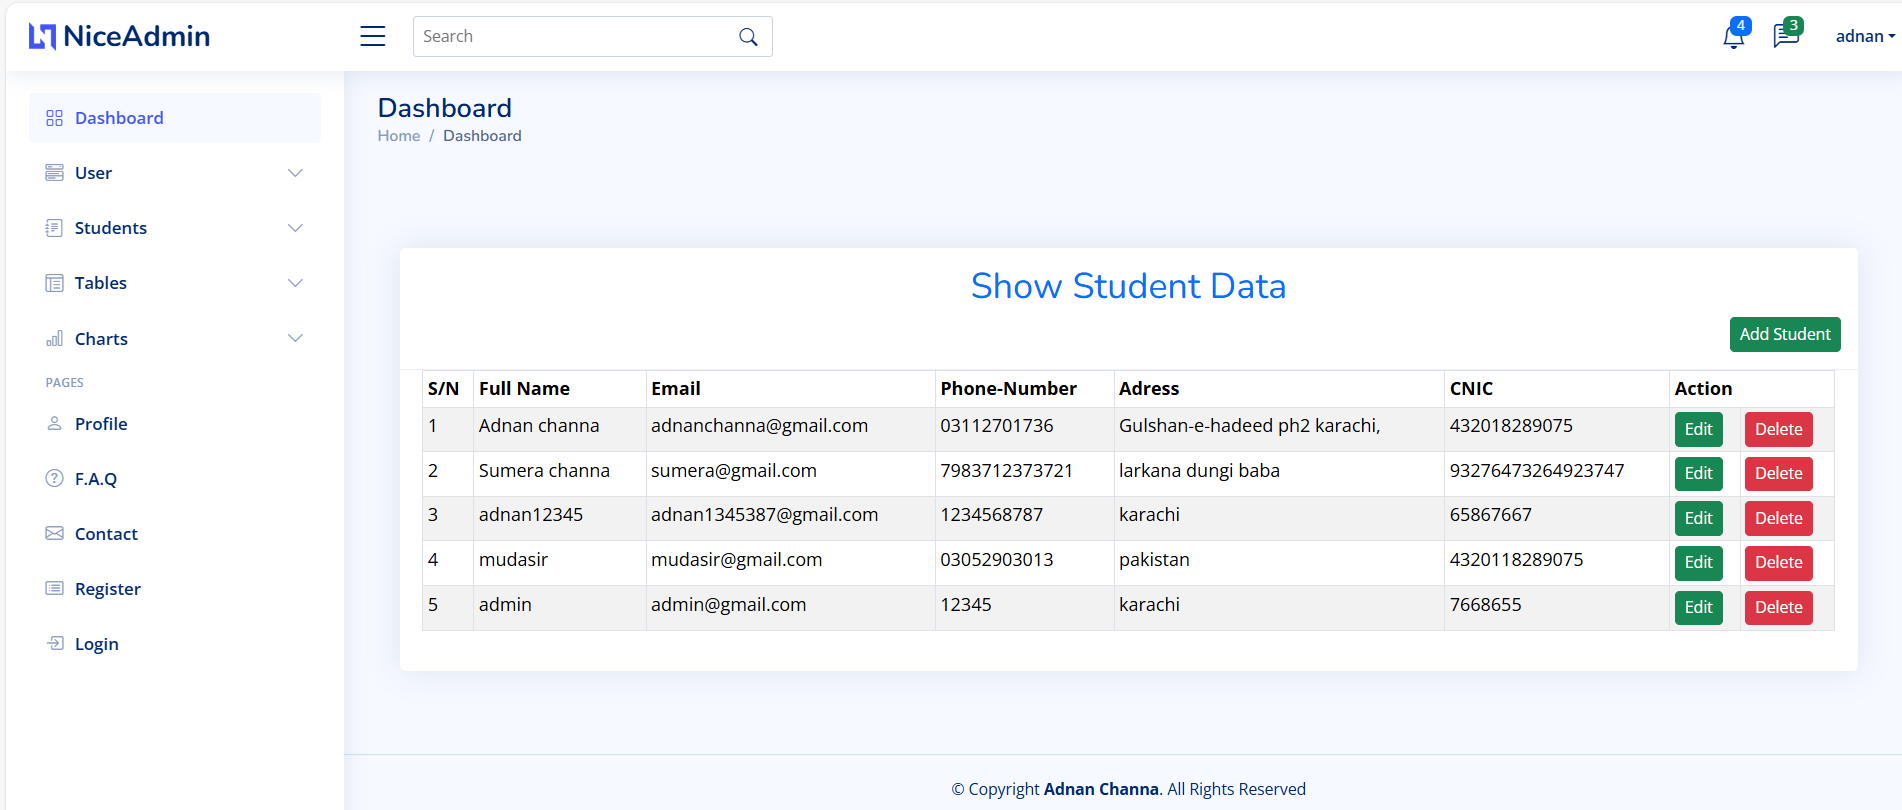 NiceAdmin
Search
4
3
adnan
Dashboard
User
Students
Tables
Charts
PAGES
Profile
F.A.Q
Contact
Register
Login
Dashboard
Home / Dashboard
Show Student Data
Add Student
S/N Full Name Email Phone-Number Adress CNIC Action
1 Adnan channa adnanchanna@gmail.com 03112701736 Gulshan-e-hadeed ph2 karachi, 432018289075 Edit Delete
2 Sumera channa sumera@gmail.com 7983712373721 larkana dungi baba 93276473264923747 Edit Delete
3 adnan12345 adnan1345387@gmail.com 1234568787 karachi 65867667 Edit Delete
4 mudasir mudasir@gmail.com 03052903013 pakistan 4320118289075 Edit Delete
5 admin admin@gmail.com 12345 karachi 7668655 Edit Delete
© Copyright Adnan Channa. All Rights Reserved